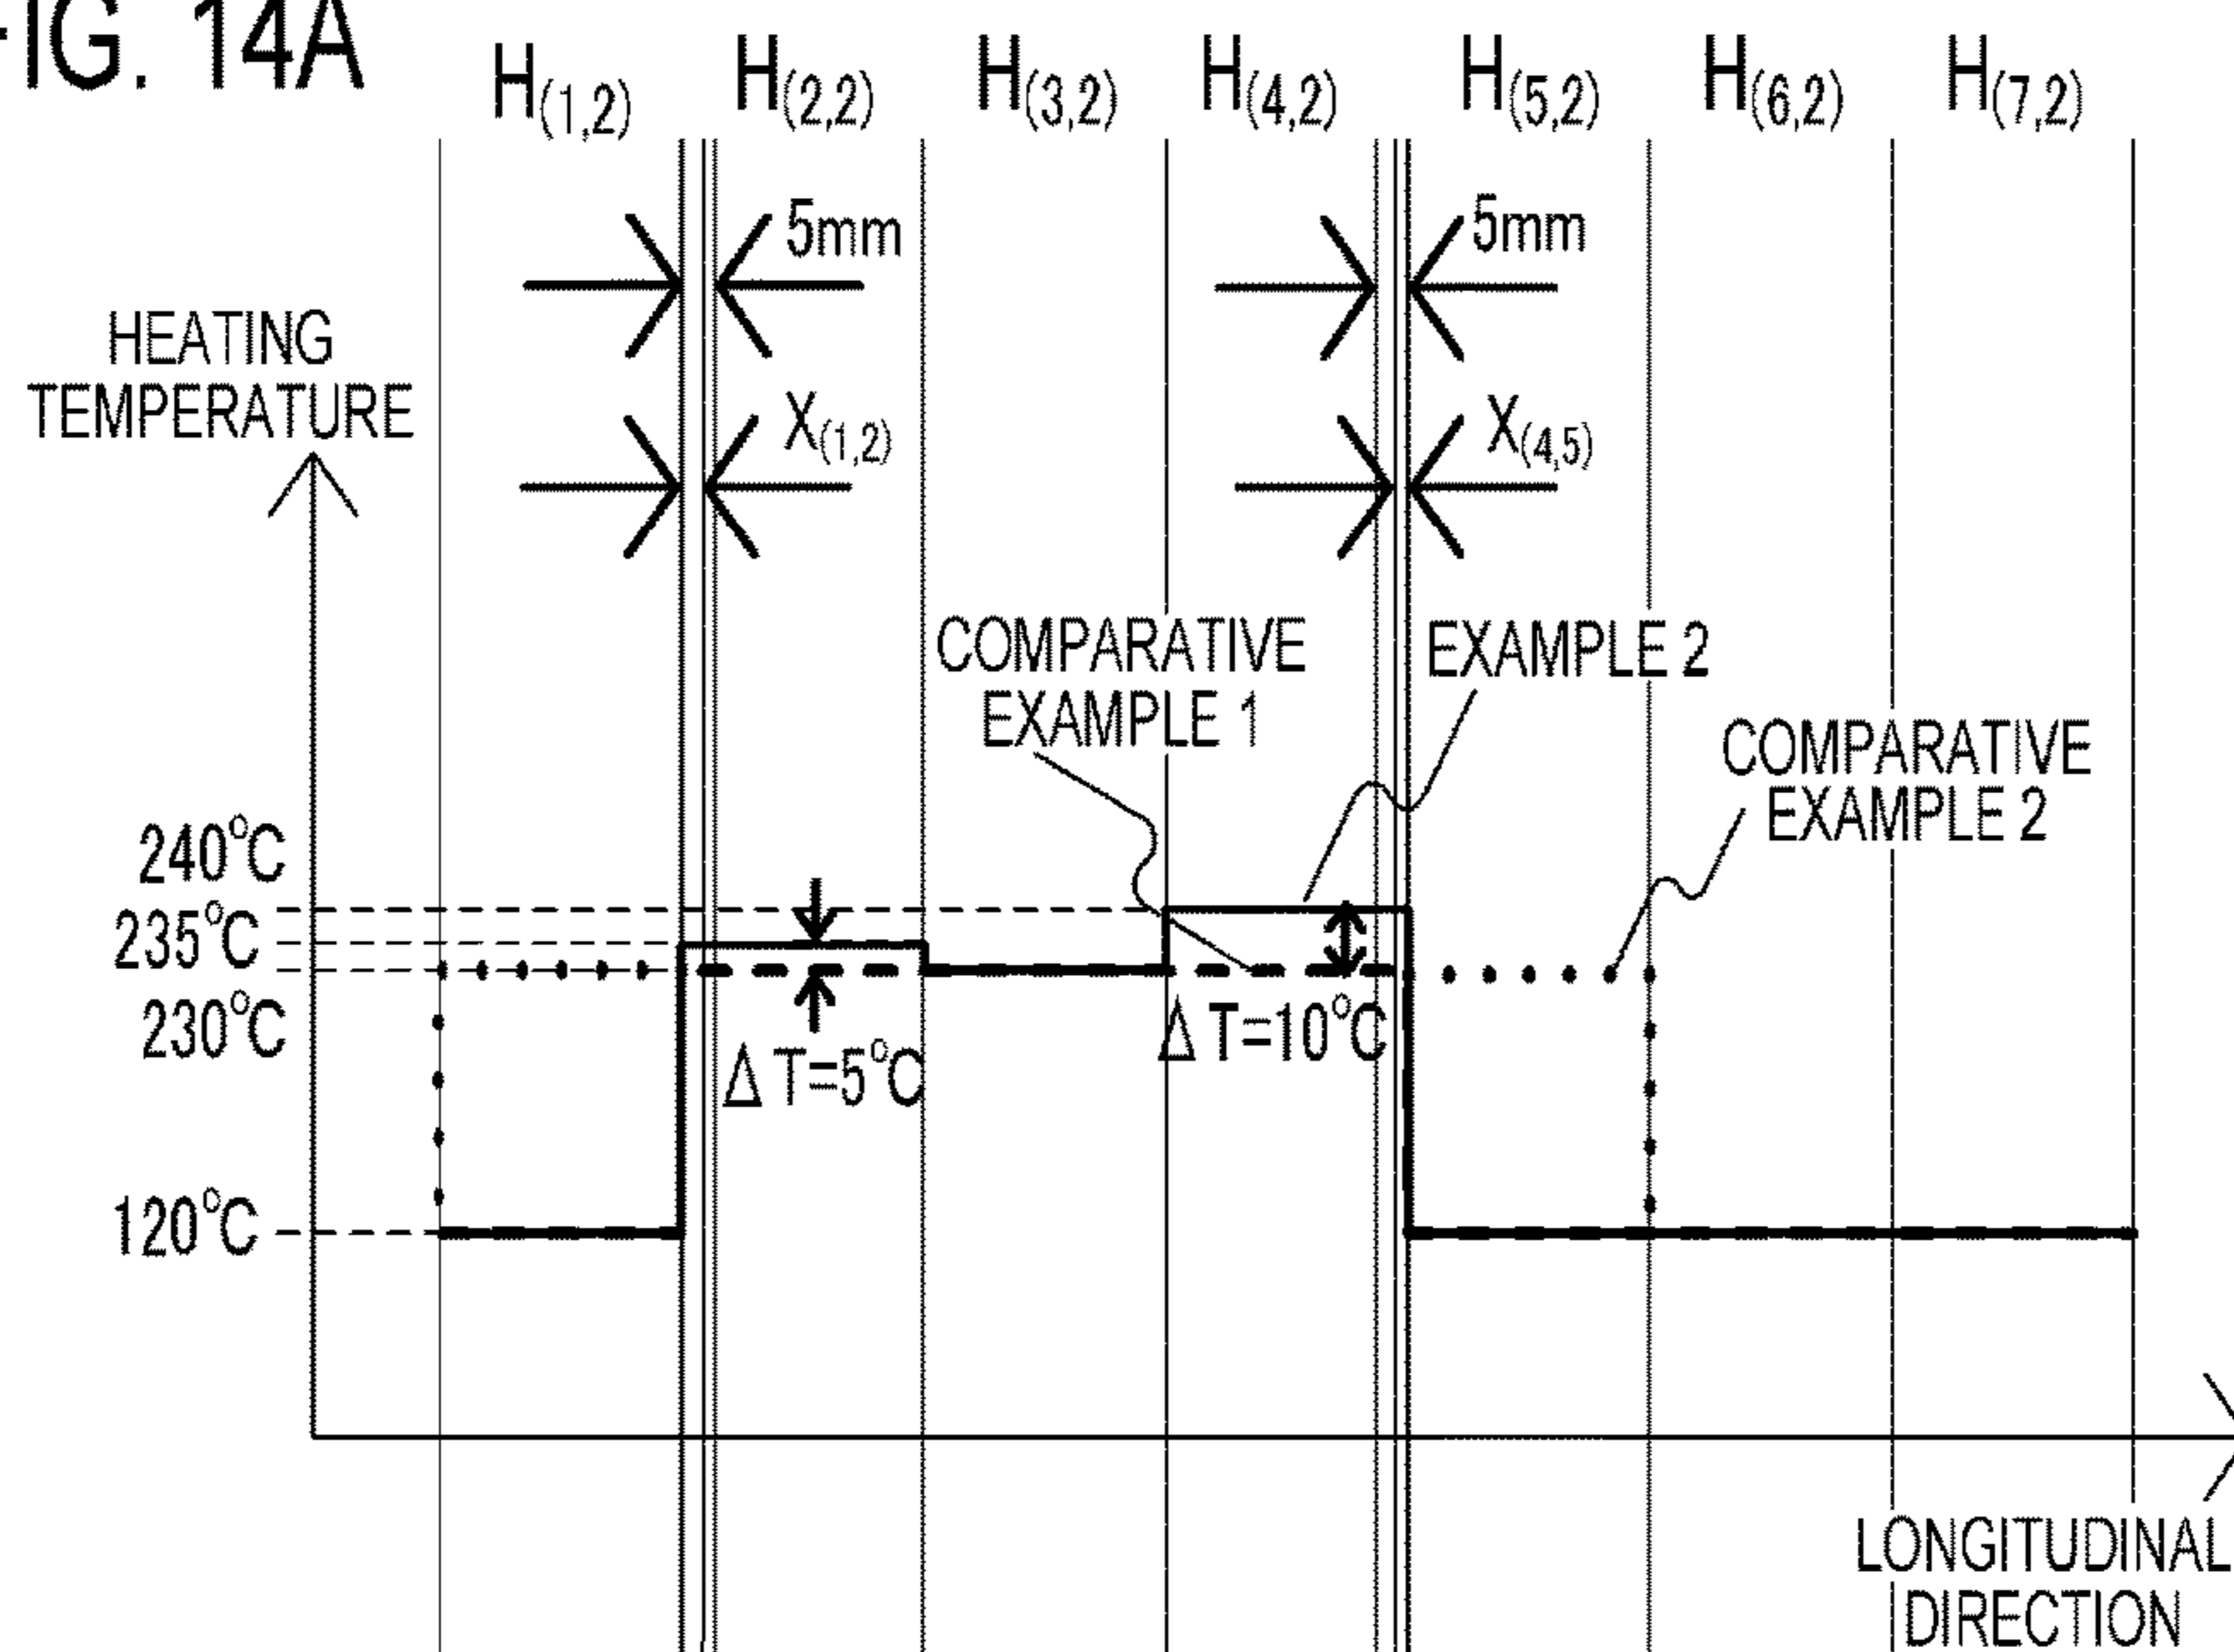 FIG. 14A
H(1,2) H(2,2) H(3,2) H(4,2) H(5,2) H(6,2) H(7,2)
5mm 5mm
HEATING
TEMPERATURE
X(1,2) X(4,5)
COMPARATIVE
EXAMPLE 1
EXAMPLE 2
COMPARATIVE
EXAMPLE 2
240°C
235°C
230°C
ΔT=5°C
ΔT=10°C
120°C
LONGITUDINAL
DIRECTION